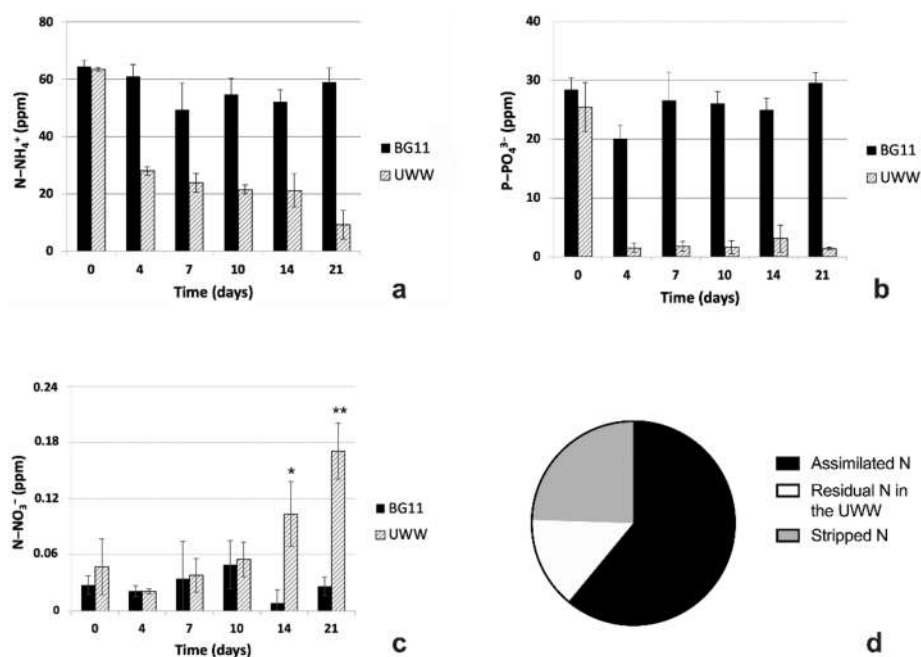 80
60
40
20
0
N–NH₄⁺ (ppm)
0 4 7 10 14 21
Time (days)
BG11
UWW
a
40
30
20
10
0
P–PO₄³⁻ (ppm)
0 4 7 10 14 21
Time (days)
BG11
UWW
b
0.24
0.18
0.12
0.06
0
N–NO₃⁻ (ppm)
*
**
0 4 7 10 14 21
Time (days)
BG11
UWW
c
Assimilated N
Residual N in
the UWW
Stripped N
d